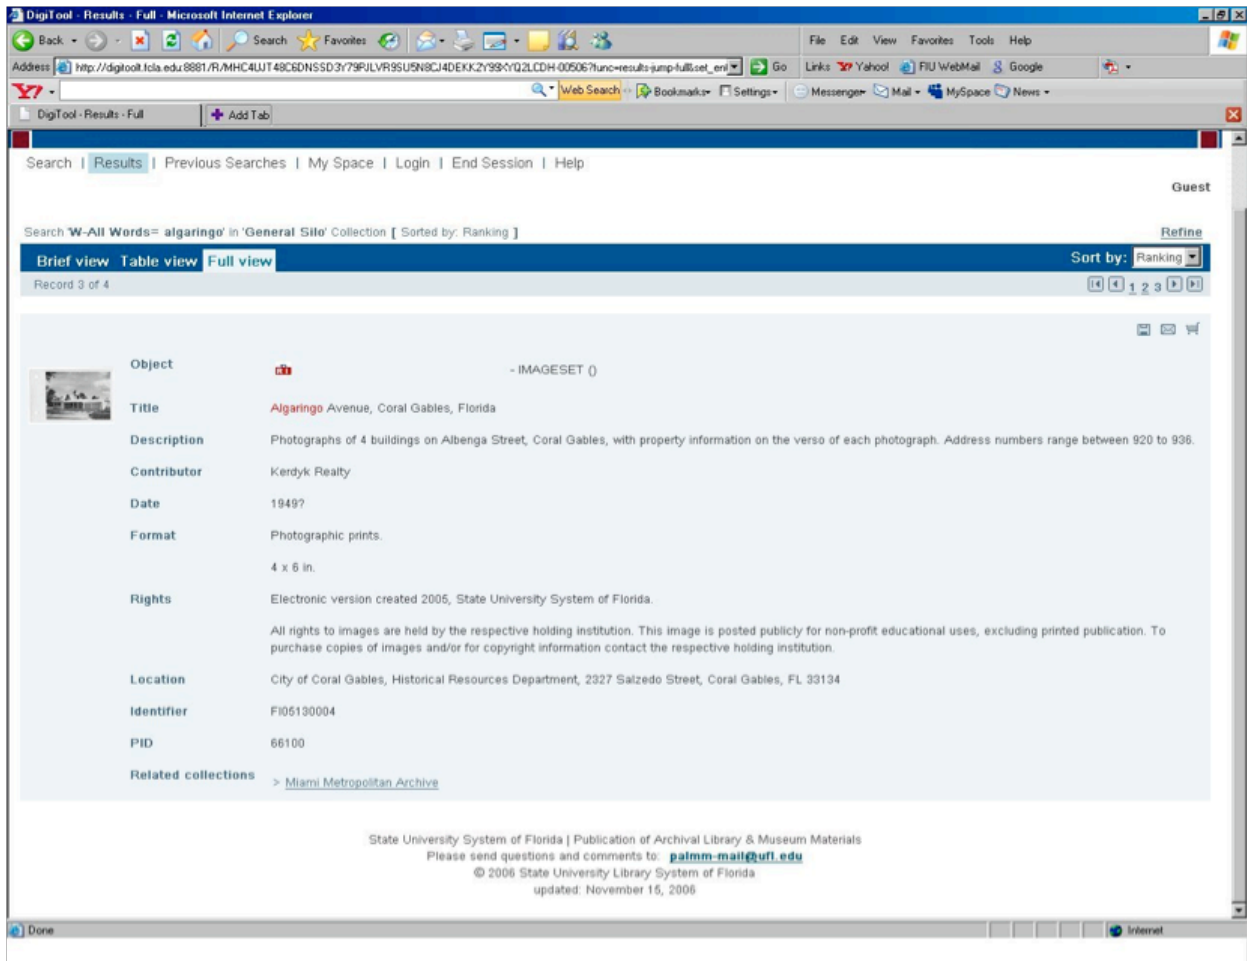 DigiTool - Results - Full - Microsoft Internet Explorer
Back Search Favorites File Edit View Favorites Tools Help
Address Go Links Yahoo! FIU WebMail Google
Y7 Web Search Bookmarks Settings Messenger Mail MySpace News
DigiTool - Results - Full Add Tab
Search | Results | Previous Searches | My Space | Login | End Session | Help
Guest
Search 'W-All Words= algaringo' in 'General Silo' Collection [ Sorted by: Ranking ] Refine
Brief view Table view Full view Sort by: Ranking
Record 3 of 4 1 2 3
Object - IMAGESET ()
Title Algaringo Avenue, Coral Gables, Florida
Description Photographs of 4 buildings on Albenga Street, Coral Gables, with property information on the verso of each photograph. Address numbers range between 920 to 936.
Contributor Kerdyk Realty
Date 1949?
Format Photographic prints.
4 x 6 in.
Rights Electronic version created 2005, State University System of Florida.
All rights to images are held by the respective holding institution. This image is posted publicly for non-profit educational uses, excluding printed publication. To
purchase copies of images and/or for copyright information contact the respective holding institution.
Location City of Coral Gables, Historical Resources Department, 2327 Salzedo Street, Coral Gables, FL 33134
Identifier FI05130004
PID 66100
Related collections > Miami Metropolitan Archive
State University System of Florida | Publication of Archival Library & Museum Materials
Please send questions and comments to: palmm-mail@ufl.edu
© 2006 State University Library System of Florida
updated: November 15, 2006
Done Internet